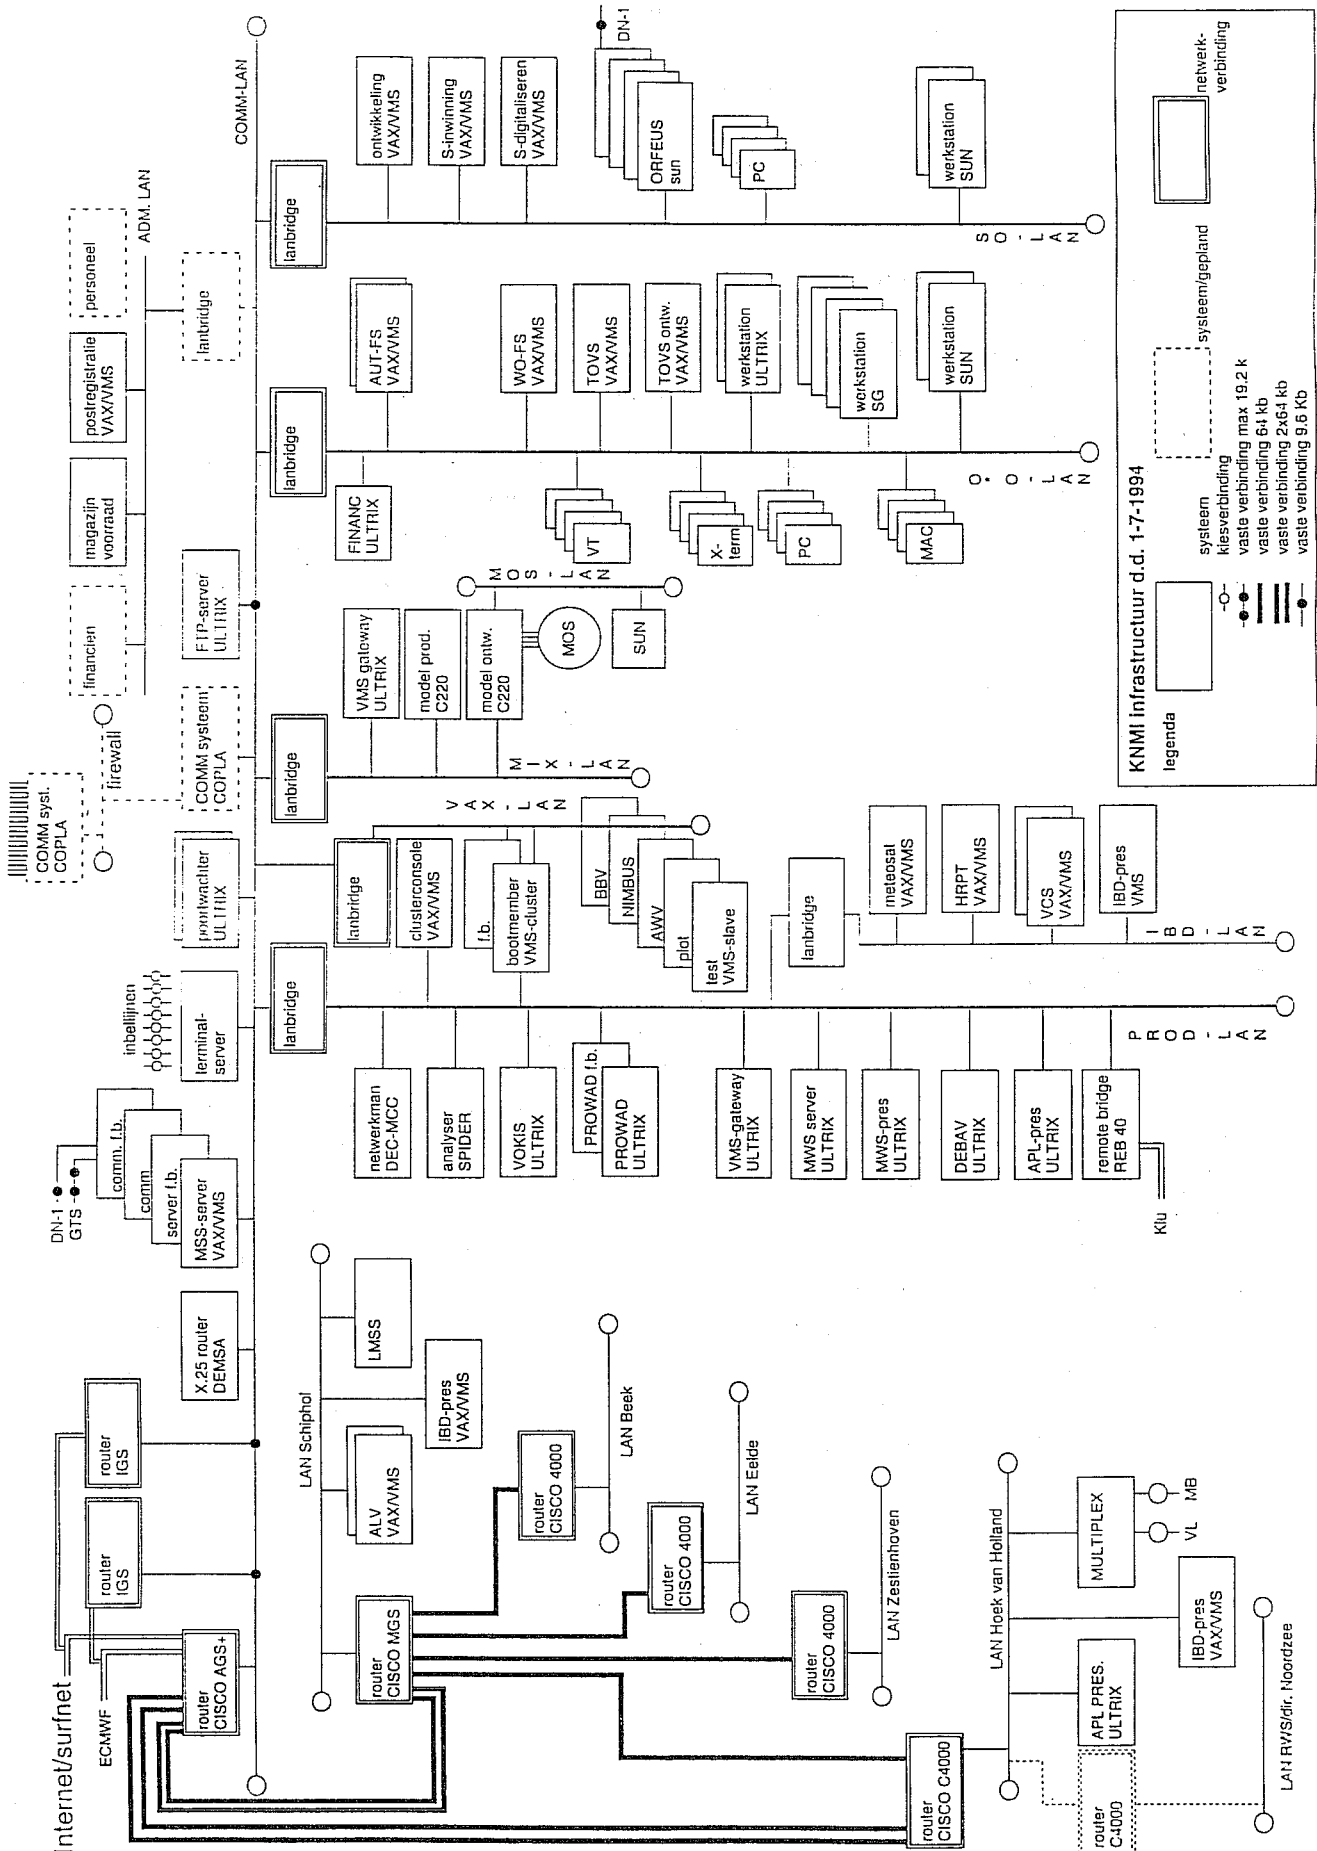 Internet/surfnet
ECMWF
router
CISCO AGS+
router
IGS
router
IGS
X.25 router
DEMSA
DN-1
GTS
comm. f.b.
comm
server f.b.
MSS-server
VAX/VMS
inbellijnen
terminal-
server
poortwachter
ULTRIX
COMM syst.
COPLA
firewall
COMM systeem
COPLA
FTP-server
ULTRIX
financien
magazijn
voorraad
postregistratie
VAX/VMS
personeel
ADM. LAN
lanbridge
COMM-LAN
LAN Schiphol
router
CISCO MGS
ALV
VAX/VMS
IBD-pres
VAX/VMS
LMSS
router
CISCO 4000
LAN Beek
router
CISCO 4000
LAN Eelde
router
CISCO 4000
LAN Zestienhoven
router
CISCO C4000
LAN Hoek van Holland
router
C4000
APL PRES.
ULTRIX
IBD-pres
VAX/VMS
MULTIPLEX
VL
MB
LAN RWS/dir. Noordzee
lanbridge
networkman
DEC-MCC
analyser
SPIDER
VOKIS
ULTRIX
PROWAD f.b.
PROWAD
ULTRIX
VMS-gateway
ULTRIX
MWS server
ULTRIX
MWS-pres
ULTRIX
DEBAV
ULTRIX
APL-pres
ULTRIX
remote bridge
REB 40
Klu
PROD-LAN
lanbridge
clusterconsole
VAX/VMS
f.b.
bootmember
VMS-cluster
VAX-LAN
BBV
NIMBUS
AWV
plot
test
VMS-slave
lanbridge
meteosat
VAX/VMS
HRPT
VAX/VMS
VCS
VAX/VMS
IBD-pres
VMS
IBD-LAN
lanbridge
VMS gateway
ULTRIX
model prod.
C220
model ontw.
C220
MIX-LAN
MOS-LAN
MOS
SUN
lanbridge
FINANC
ULTRIX
AUT-FS
VAX/VMS
WO-FS
VAX/VMS
TOVS
VAX/VMS
TOVS ontw.
VAX/VMS
werkstation
ULTRIX
werkstation
SG
werkstation
SUN
VT
X-
term
PC
MAC
O.O-LAN
lanbridge
ontwikkeling
VAX/VMS
S-inwinning
VAX/VMS
S-digitaliseren
VAX/VMS
DN-1
ORFEUS
sun
PC
werkstation
SUN
SO-LAN
KNMI infrastructuur d.d. 1-7-1994
legenda
systeem
systeem/gepland
netwerk-
verbinding
kiesverbinding
vaste verbinding max 19.2 k
vaste verbinding 64 kb
vaste verbinding 2x64 kb
vaste verbinding 9.6 Kb